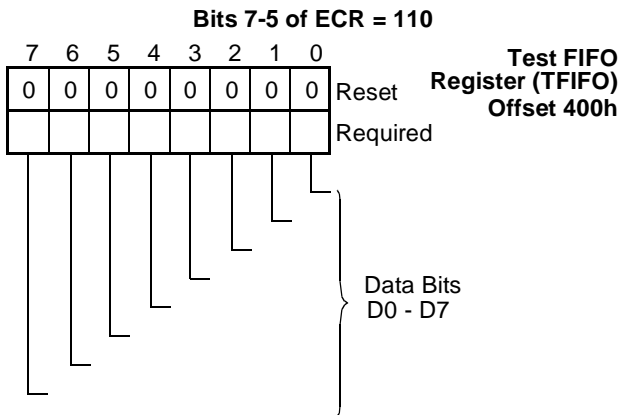 Bits 7-5 of ECR = 110
7 6 5 4 3 2 1 0
Test FIFO
Register (TFIFO)
Offset 400h
0 0 0 0 0 0 0 0 Reset
Required
Data Bits
D0 - D7